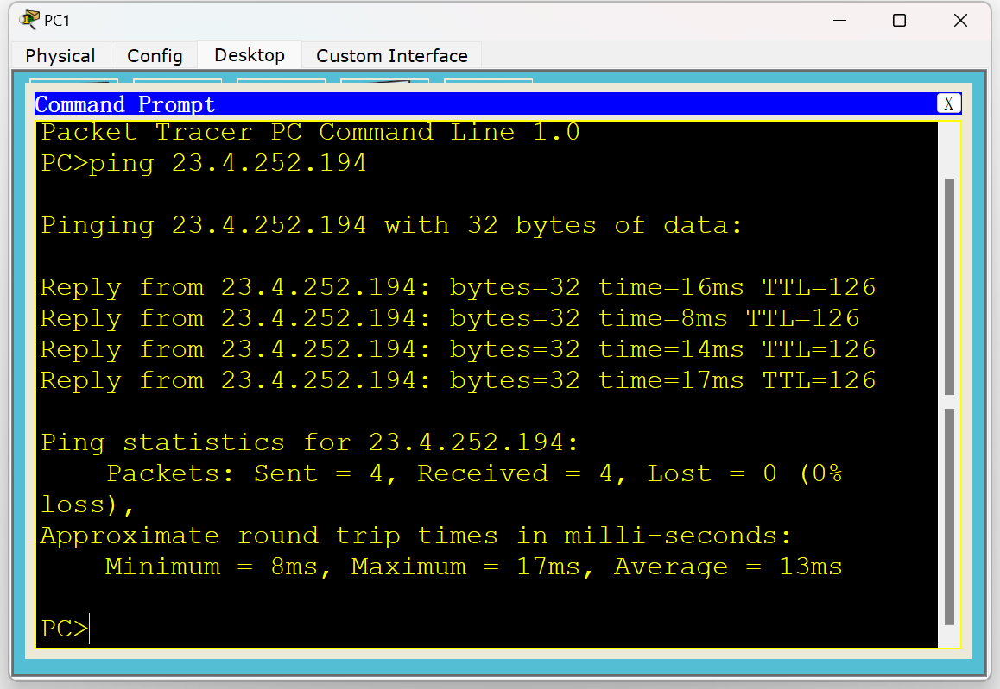 PC1
Physical Config Desktop Custom Interface
Command Prompt X
Packet Tracer PC Command Line 1.0
PC>ping 23.4.252.194
Pinging 23.4.252.194 with 32 bytes of data:
Reply from 23.4.252.194: bytes=32 time=16ms TTL=126
Reply from 23.4.252.194: bytes=32 time=8ms TTL=126
Reply from 23.4.252.194: bytes=32 time=14ms TTL=126
Reply from 23.4.252.194: bytes=32 time=17ms TTL=126
Ping statistics for 23.4.252.194:
Packets: Sent = 4, Received = 4, Lost = 0 (0%
loss),
Approximate round trip times in milli-seconds:
Minimum = 8ms, Maximum = 17ms, Average = 13ms
PC>